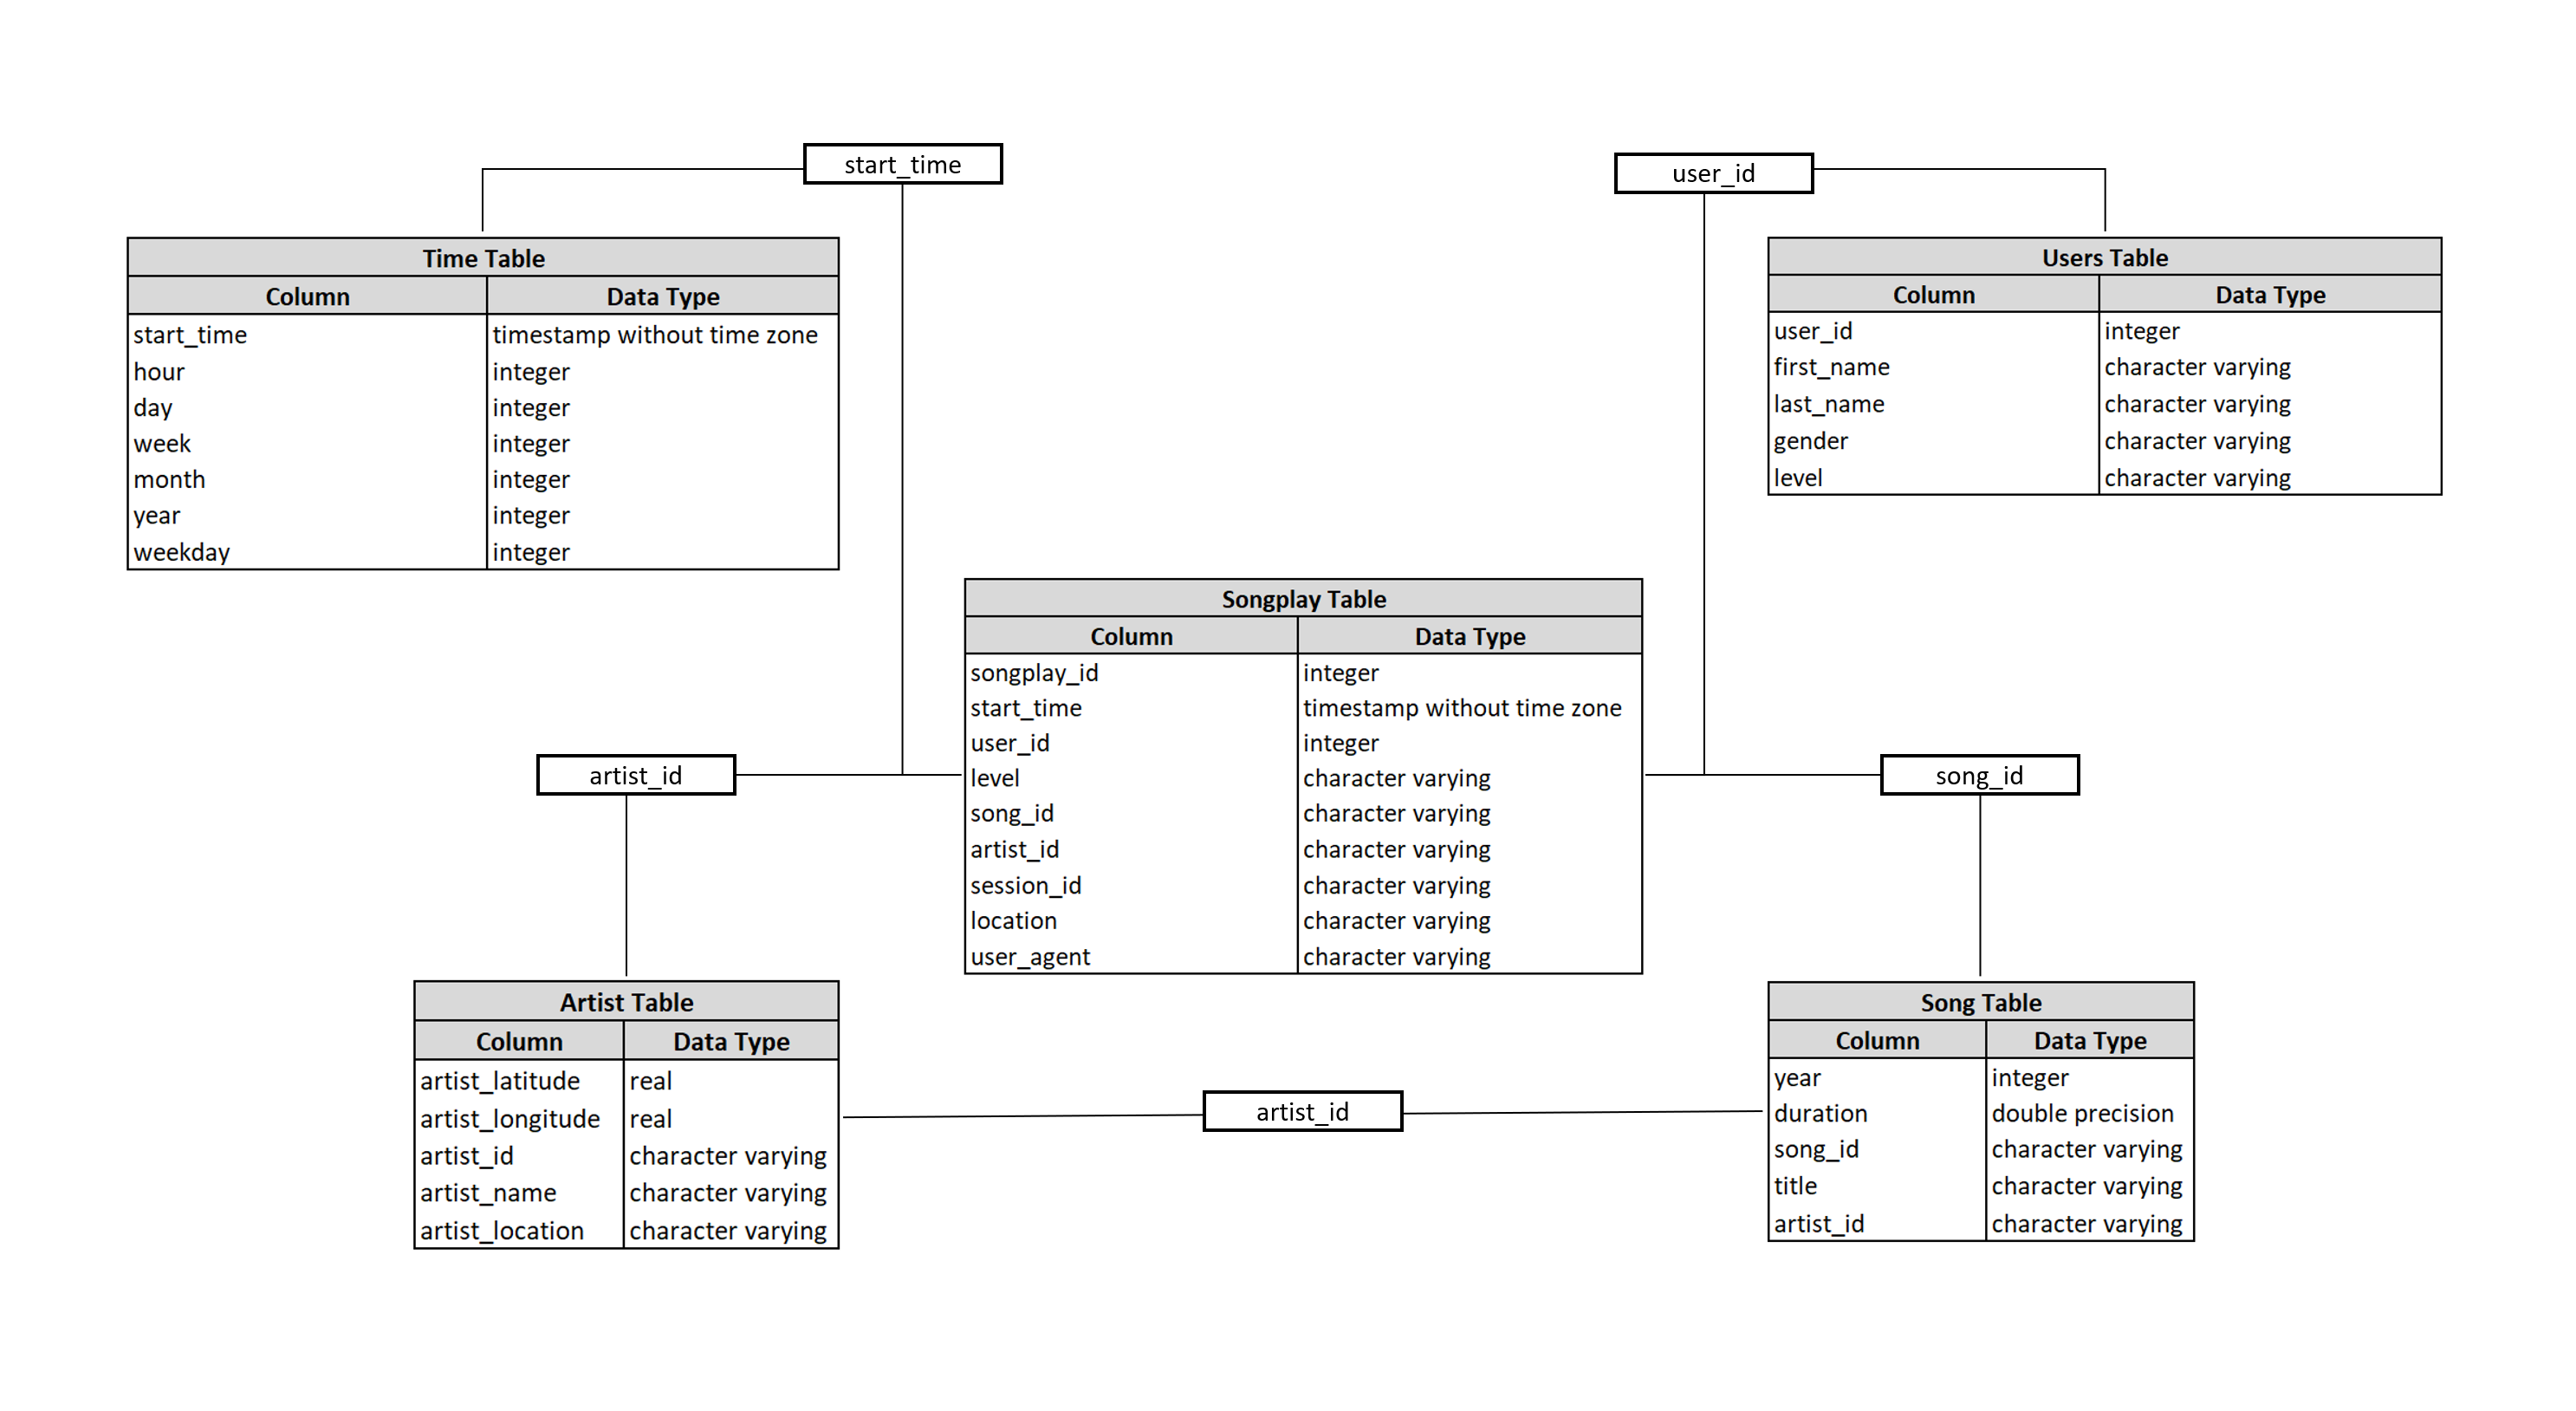 start_time
user_id
Time Table
Column Data Type
start_time timestamp without time zone
hour integer
day integer
week integer
month integer
year integer
weekday integer
Users Table
Column Data Type
user_id integer
first_name character varying
last_name character varying
gender character varying
level character varying
Songplay Table
Column Data Type
songplay_id integer
start_time timestamp without time zone
user_id integer
level character varying
song_id character varying
artist_id character varying
session_id character varying
location character varying
user_agent character varying
artist_id
song_id
Artist Table
Column Data Type
artist_latitude real
artist_longitude real
artist_id character varying
artist_name character varying
artist_location character varying
artist_id
Song Table
Column Data Type
year integer
duration double precision
song_id character varying
title character varying
artist_id character varying